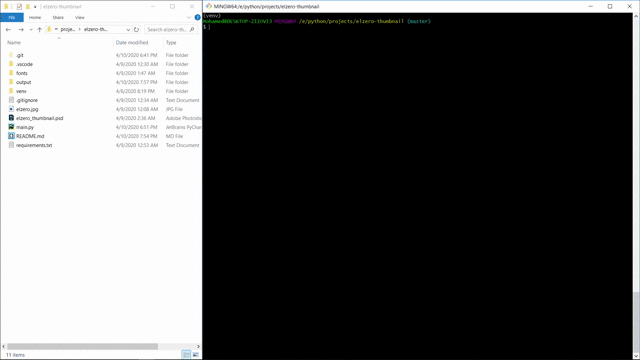 elzero-thumbnail
File Home Share View
proje... elzero-... Search elzero-th...
Name Date modified Type
.git 4/10/2020 6:41 PM File folder
.vscode 4/9/2020 12:30 AM File folder
fonts 4/9/2020 1:47 AM File folder
output 4/10/2020 7:57 PM File folder
venv 4/8/2020 8:19 PM File folder
.gitignore 4/9/2020 12:34 AM Text Document
elzero.jpg 4/9/2020 12:08 AM JPG File
elzero_thumbnail.psd 4/9/2020 2:36 AM Adobe Photosho
main.py 4/10/2020 6:51 PM JetBrains PyChar
README.md 4/10/2020 7:54 PM MD File
requirements.txt 4/9/2020 12:53 AM Text Document
11 items
MINGW64:/e/python/projects/elzero-thumbnail
(venv)
MINGW64 /e/python/projects/elzero-thumbnail (master)
$